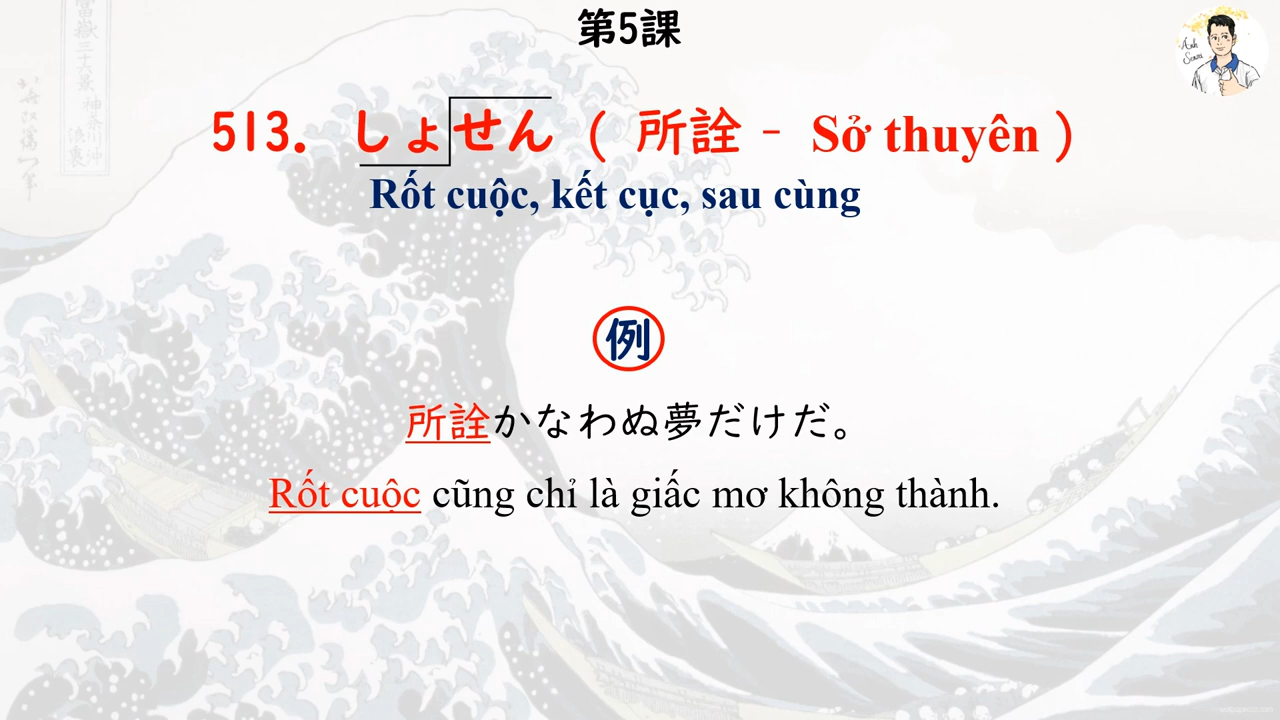 第5課
513. しょせん ( 所詮 - Sở thuyên )
Rốt cuộc, kết cục, sau cùng
例
所詮かなわぬ夢だけだ。
Rốt cuộc cũng chỉ là giấc mơ không thành.